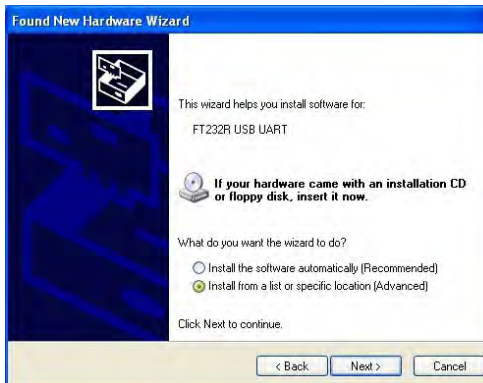 Found New Hardware Wizard
This wizard helps you install software for:
FT232R USB UART
If your hardware came with an installation CD
or floppy disk, insert it now.
What do you want the wizard to do?
Install the software automatically (Recommended)
Install from a list or specific location (Advanced)
Click Next to continue.
< Back Next > Cancel